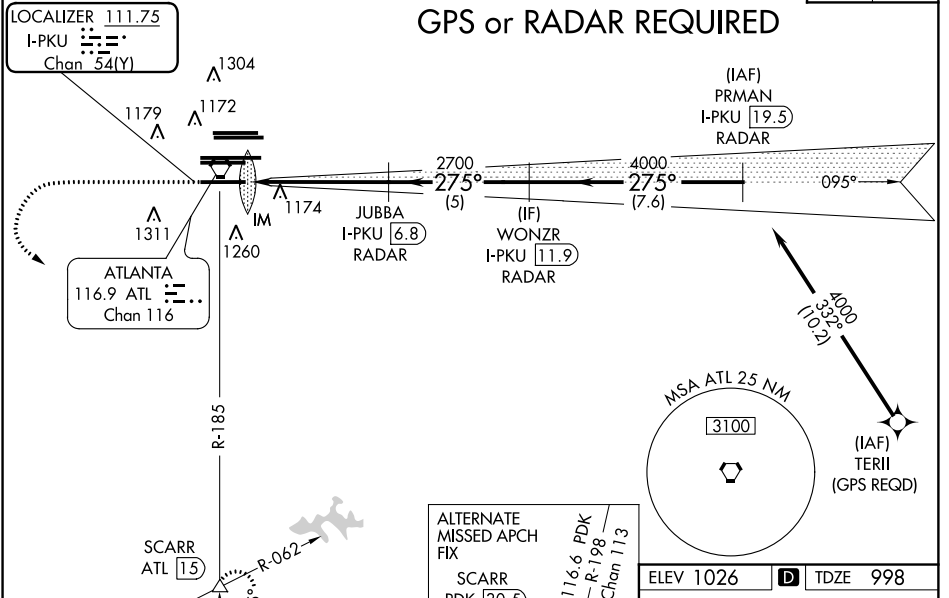 LOCALIZER 111.75
I-PKU
Chan 54(Y)
GPS or RADAR REQUIRED
1304
1179
1172
(IAF)
PRMAN
I-PKU 19.5
RADAR
2700
275°
(5)
4000
275°
(7.6)
095°
1174
IM
1311
1260
JUBBA
I-PKU 6.8
RADAR
(IF)
WONZR
I-PKU 11.9
RADAR
ATLANTA
116.9 ATL
Chan 116
4000
332°
(10.2)
R-185
MSA ATL 25 NM
3100
(IAF)
TERII
(GPS REQD)
SCARR
ATL 15
R-062
ALTERNATE
MISSED APCH
FIX
SCARR
PDK 20.5
116.6 PDK
R-198
Chan 113
ELEV 1026
D
TDZE 998